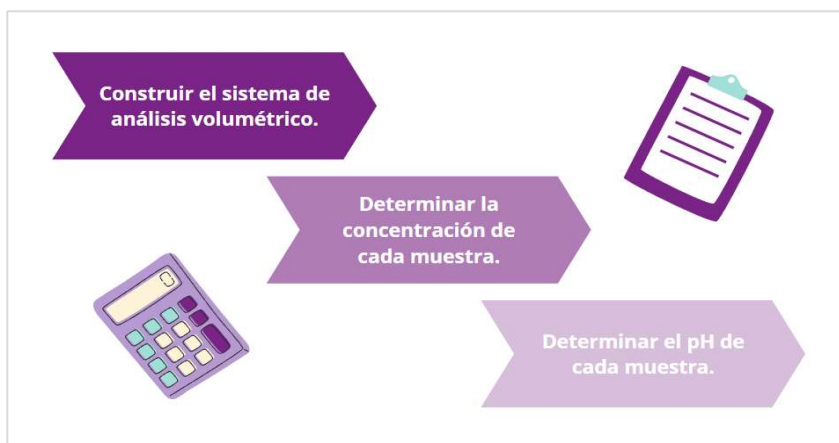 Construir el sistema de
análisis volumétrico.
Determinar la
concentración de
cada muestra.
Determinar el pH de
cada muestra.